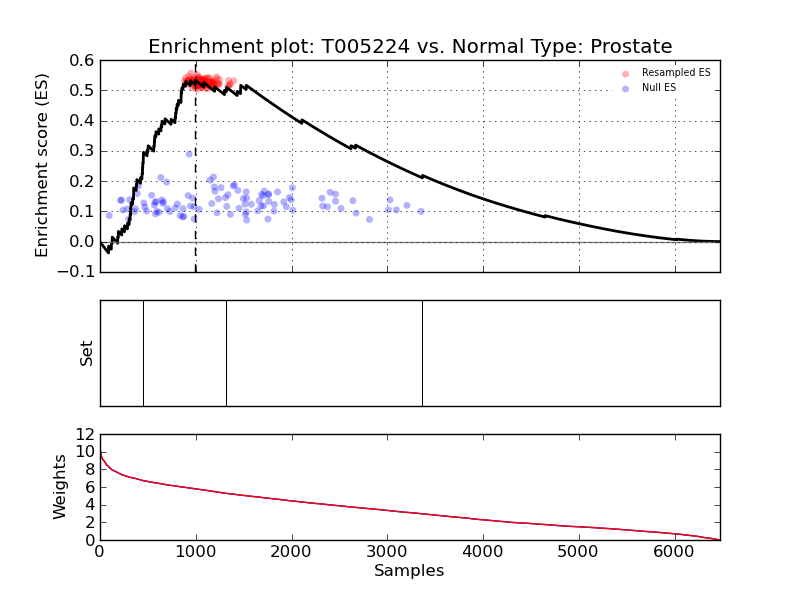 Enrichment plot: T005224 vs. Normal Type: Prostate
Enrichment score (ES)
0.6
0.5
0.4
0.3
0.2
0.1
0.0
−0.1
Resampled ES
Null ES
Set
Weights
12
10
8
6
4
2
0
0 1000 2000 3000 4000 5000 6000
Samples